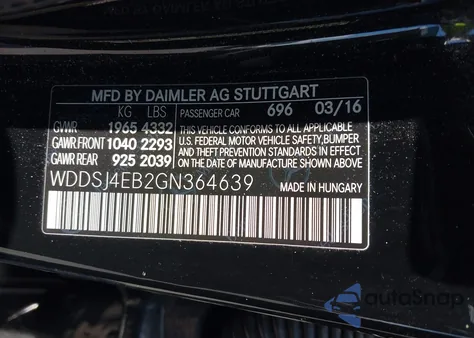 MFD BY DAIMLER AG STUTTGART
KG LBS PASSENGER CAR 696 03/16
GVWR 1965 4332 THIS VEHICLE CONFORMS TO ALL APPLICABLE
GAWR FRONT 1040 2293 U.S. FEDERAL MOTOR VEHICLE SAFETY, BUMPER,
GAWR REAR 925 2039 AND THEFT PREVENTION STANDARDS IN EFFECT
ON THE DATE OF MANUFACTURE SHOWN ABOVE.
WDDSJ4EB2GN364639 MADE IN HUNGARY
autoSnap